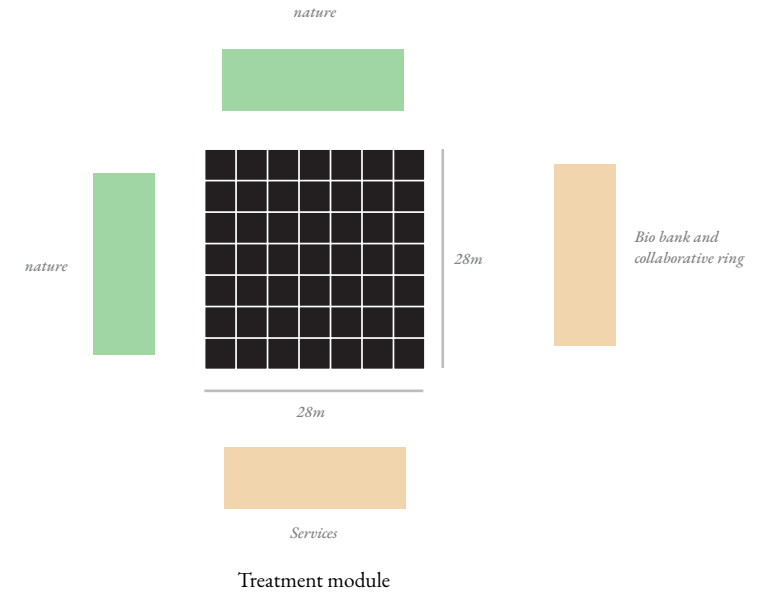 nature
nature
28m
Bio bank and
collaborative ring
28m
Services
Treatment module